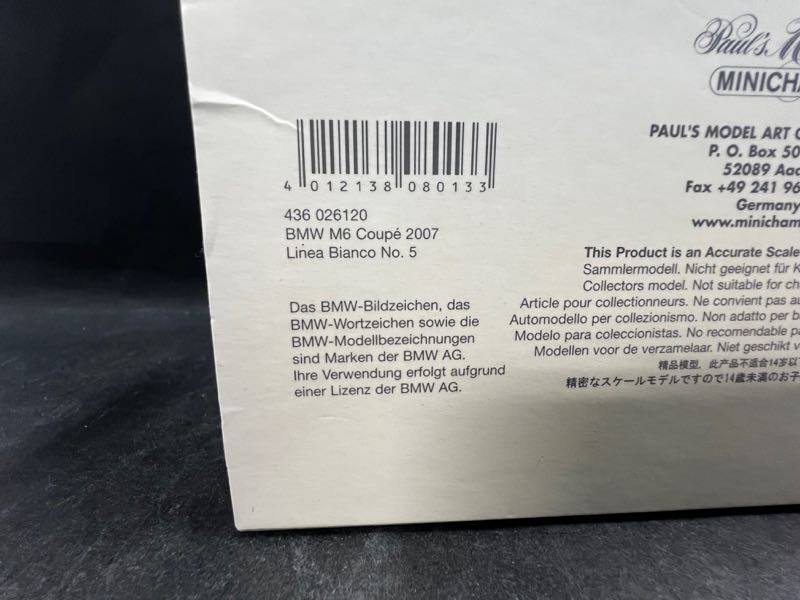 Paul's M
MINICHA
4 012138 080133
436 026120
BMW M6 Coupé 2007
Linea Bianco No. 5
Das BMW-Bildzeichen, das
BMW-Wortzeichen sowie die
BMW-Modellbezeichnungen
sind Marken der BMW AG.
Ihre Verwendung erfolgt aufgrund
einer Lizenz der BMW AG.
PAUL'S MODEL ART
P. O. Box 50
52089 Aac
Fax +49 241 96
Germany
www.minicham
This Product is an Accurate Scale
Sammlermodell. Nicht geeignet für K
Collectors model. Not suitable for ch
Article pour collectionneurs. Ne convient pas au
Automodello per collezionismo. Non adatto per b
Modelo para coleccionistas. No recomendable pa
Modellen voor de verzamelaar. Niet geschikt v
精品模型，此产品不适合14岁以下
精密なスケールモデルですので14歳未満のお子